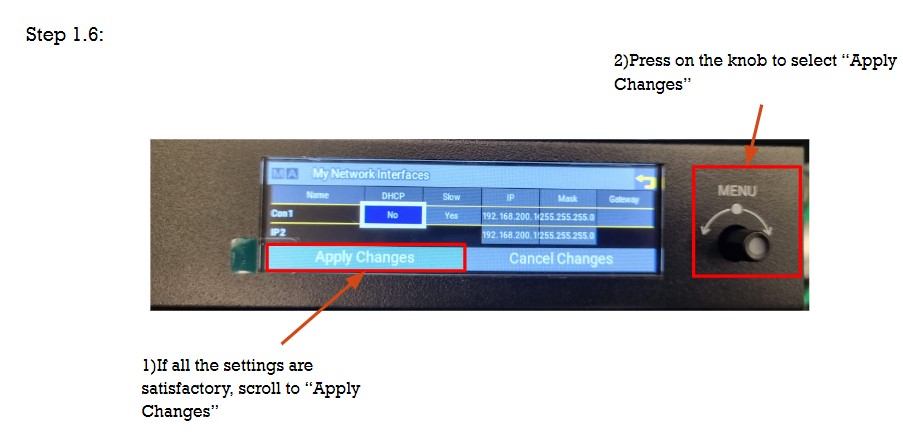 Step 1.6:
2)Press on the knob to select “Apply
Changes”
MA My Network Interfaces
Name DHCP Slow IP Mask Gateway
Con1 No Yes 192.168.200.1 255.255.255.0
IP2 192.168.200.1 255.255.255.0
Apply Changes Cancel Changes
MENU
1)If all the settings are
satisfactory, scroll to “Apply
Changes”